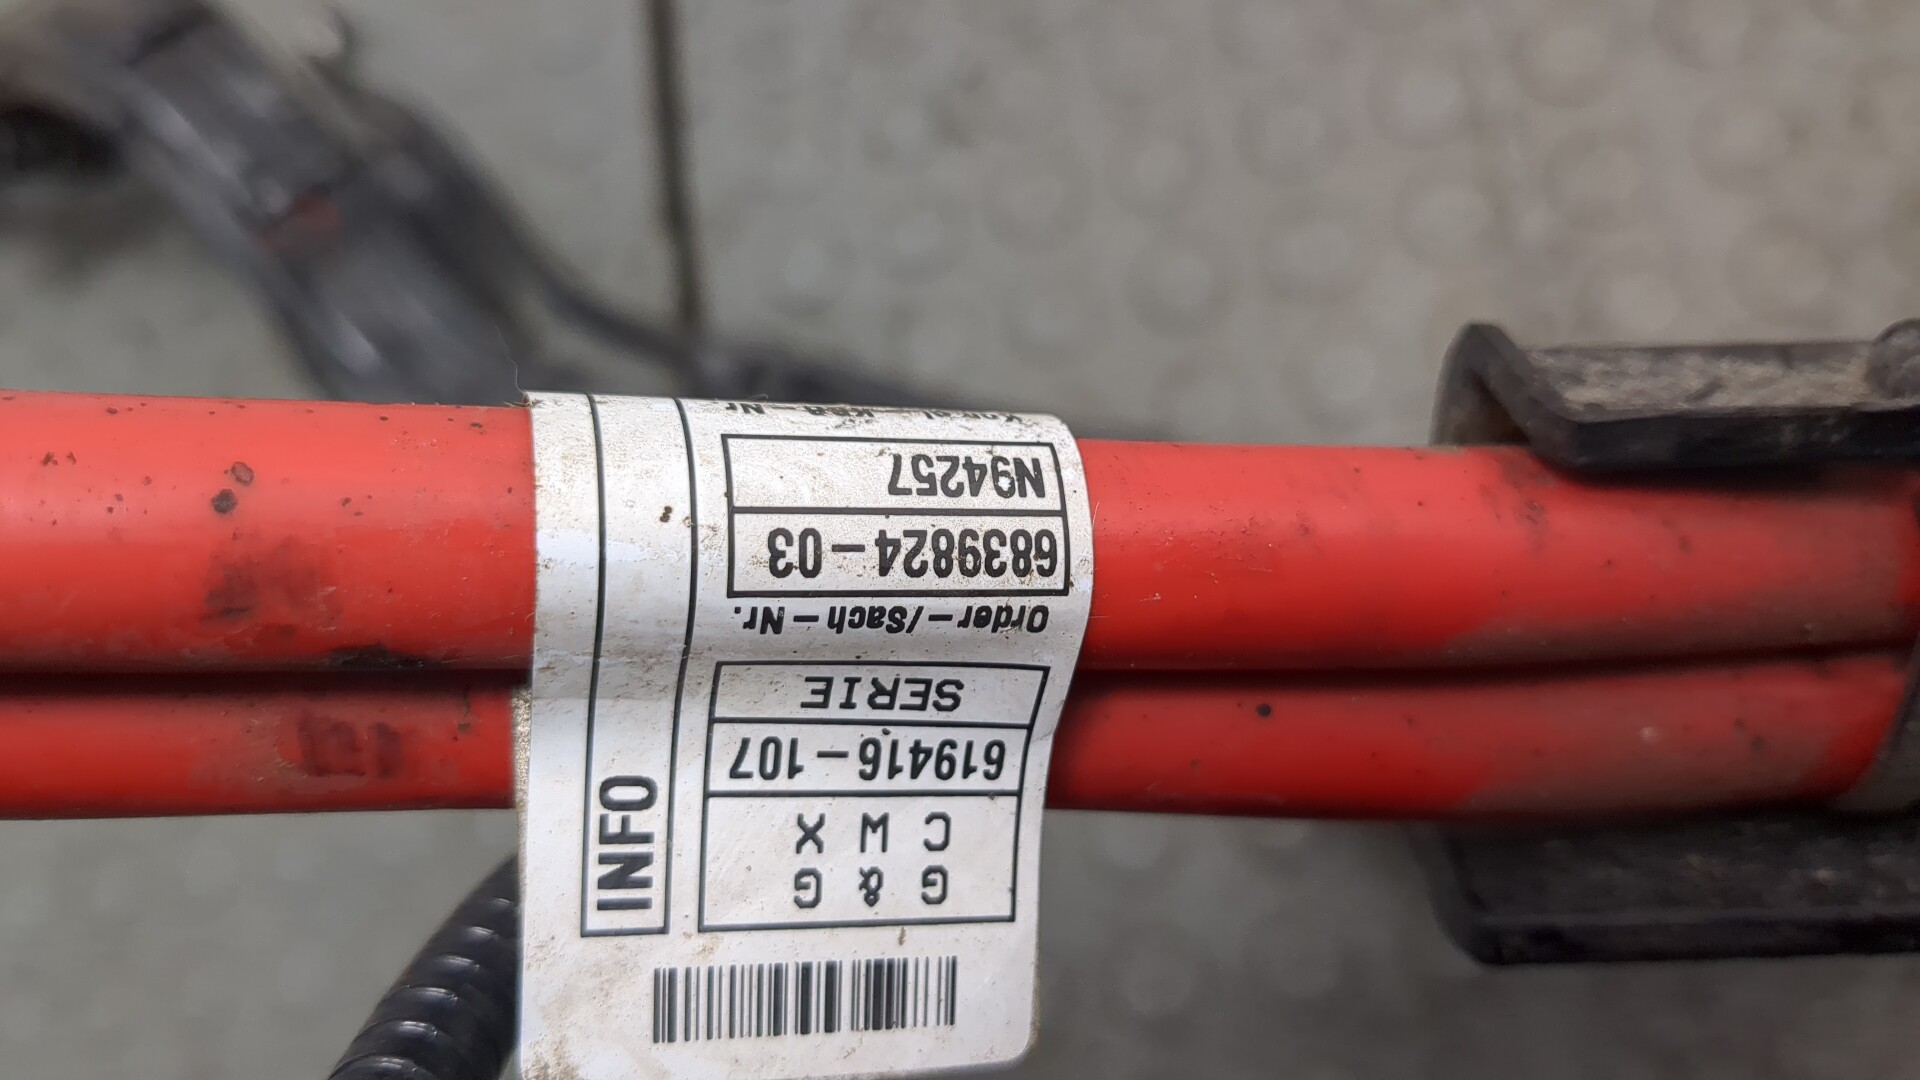 G & G
C W X
619416-107
SERIE
Order-/Sach-Nr.
6839824-03
N94257
INFO